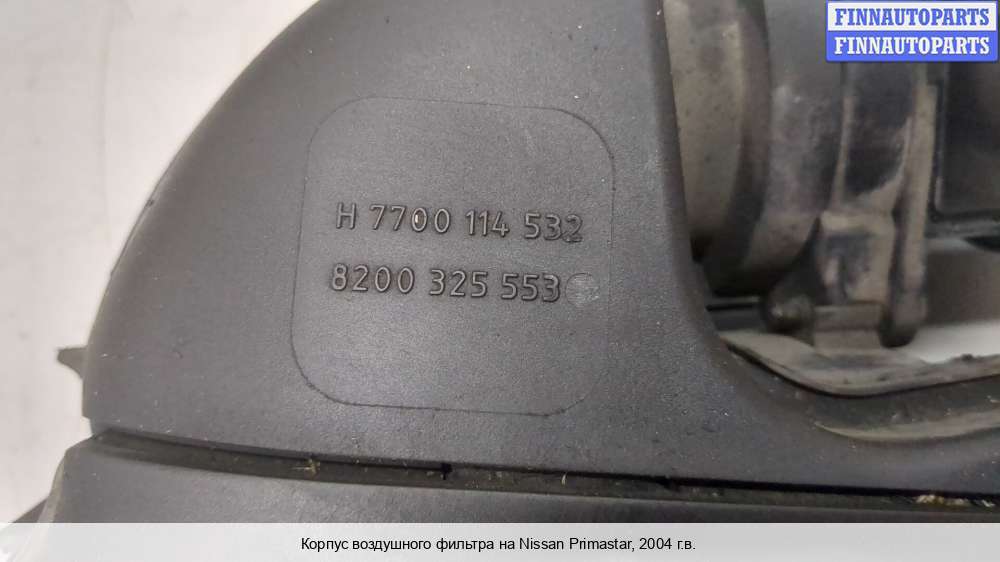 FINNAUTOPARTS
FINNAUTOPARTS
H 7700 114 532
8200 325 553
Корпус воздушного фильтра на Nissan Primastar, 2004 г.в.